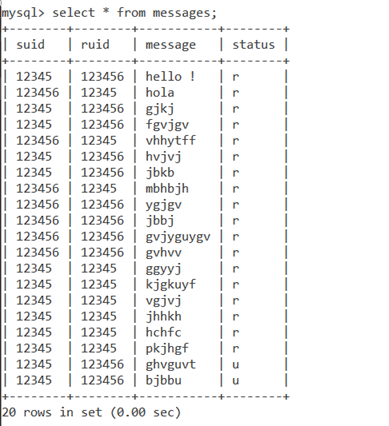 mysql> select * from messages;
+--------+--------+-----------+--------+
| suid | ruid | message | status |
+--------+--------+-----------+--------+
| 12345 | 123456 | hello ! | r |
| 123456 | 12345 | hola | r |
| 12345 | 123456 | gjkj | r |
| 12345 | 123456 | fgvjgv | r |
| 123456 | 12345 | vhhytff | r |
| 12345 | 123456 | hvjvj | r |
| 123456 | 12345 | jbkb | r |
| 123456 | 12345 | mbhbjh | r |
| 123456 | 123456 | ygjgv | r |
| 123456 | 123456 | jbbj | r |
| 123456 | 123456 | gvjyguygv | r |
| 123456 | 123456 | gvhvv | r |
| 12345 | 12345 | ggyyj | r |
| 12345 | 12345 | kjgkuyf | r |
| 12345 | 12345 | vgjvj | r |
| 12345 | 12345 | jhhkh | r |
| 12345 | 12345 | hchfc | r |
| 12345 | 12345 | pkjhgf | r |
| 12345 | 123456 | ghvguvt | u |
| 12345 | 123456 | bjbbu | u |
+--------+--------+-----------+--------+
20 rows in set (0.00 sec)